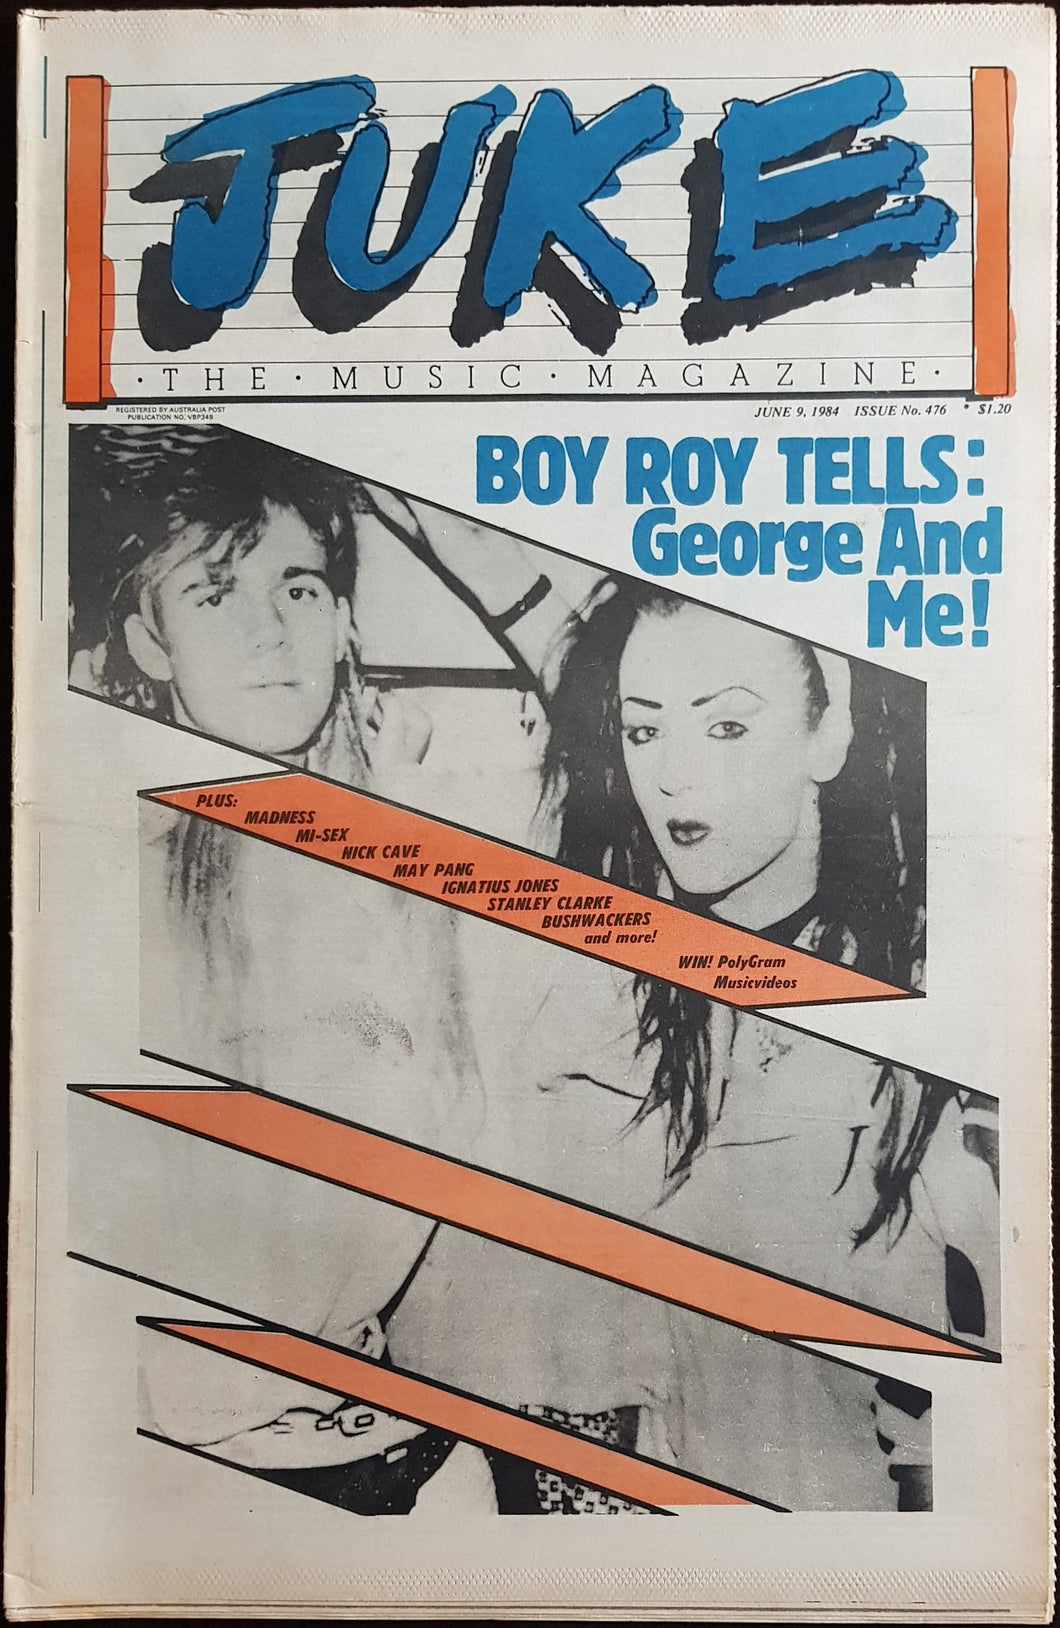 JUKE
·THE·MUSIC·MAGAZINE·
REGISTERED BY AUSTRALIA POST
PUBLICATION NO. VBP349
JUNE 9, 1984 ISSUE No. 476 * $1.20
BOY ROY TELLS:
George And
Me!
PLUS:
MADNESS
MI-SEX
NICK CAVE
MAY PANG
IGNATIUS JONES
STANLEY CLARKE
BUSHWACKERS
and more!
WIN! PolyGram
Musicvideos